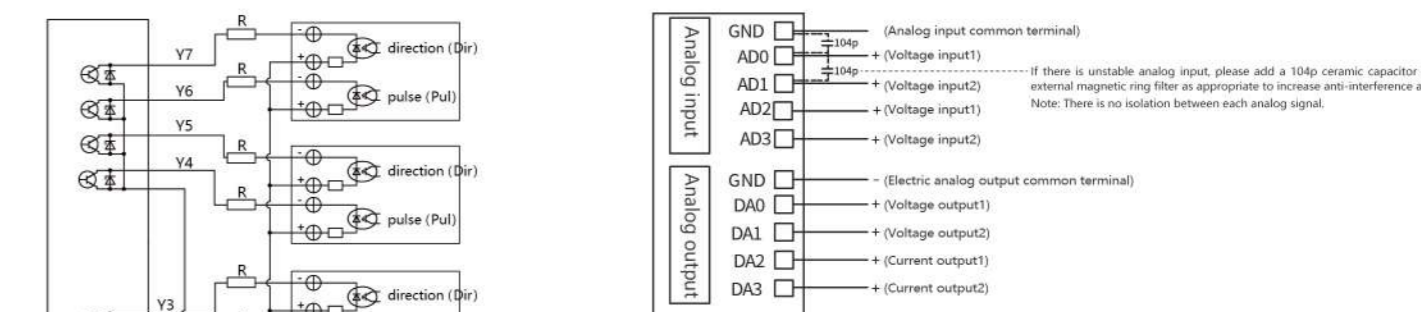 R
Y7
direction (Dir)
R
Y6
pulse (Pul)
Y5
R
direction (Dir)
Y4
R
pulse (Pul)
R
direction (Dir)
Y3
Analog input
GND (Analog input common terminal)
104p
AD0 + (Voltage input1)
104p
If there is unstable analog input, please add a 104p ceramic capacitor
AD1 + (Voltage input2)
external magnetic ring filter as appropriate to increase anti-interference a
AD2 + (Voltage input1)
Note: There is no isolation between each analog signal.
AD3 + (Voltage input2)
Analog output
GND - (Electric analog output common terminal)
DA0 + (Voltage output1)
DA1 + (Voltage output2)
DA2 + (Current output1)
DA3 + (Current output2)